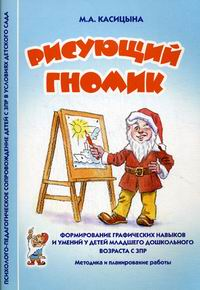 М.А. КАСИЦЫНА
РИСУЮЩИЙ
ГНОМИК
ФОРМИРОВАНИЕ ГРАФИЧЕСКИХ НАВЫКОВ
И УМЕНИЙ У ДЕТЕЙ МЛАДШЕГО ДОШКОЛЬНОГО
ВОЗРАСТА С ЗПР
Методика и планирование работы
ПСИХОЛОГО-ПЕДАГОГИЧЕСКОЕ СОПРОВОЖДЕНИЕ ДЕТЕЙ С ЗПР В УСЛОВИЯХ ДЕТСКОГО САДА